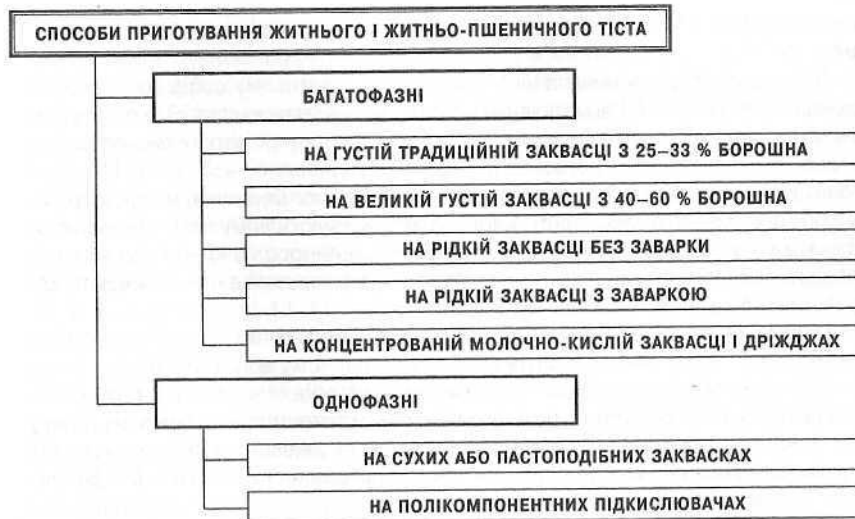 СПОСОБИ ПРИГОТУВАННЯ ЖИТНЬОГО І ЖИТНЬО-ПШЕНИЧНОГО ТІСТА
БАГАТОФАЗНІ
НА ГУСТІЙ ТРАДИЦІЙНІЙ ЗАКВАСЦІ З 25–33 % БОРОШНА
НА ВЕЛИКІЙ ГУСТІЙ ЗАКВАСЦІ З 40–60 % БОРОШНА
НА РІДКІЙ ЗАКВАСЦІ БЕЗ ЗАВАРКИ
НА РІДКІЙ ЗАКВАСЦІ З ЗАВАРКОЮ
НА КОНЦЕНТРОВАНІЙ МОЛОЧНО-КИСЛІЙ ЗАКВАСЦІ І ДРІЖДЖАХ
ОДНОФАЗНІ
НА СУХИХ АБО ПАСТОПОДІБНИХ ЗАКВАСКАХ
НА ПОЛІКОМПОНЕНТНИХ ПІДКИСЛЮВАЧАХ